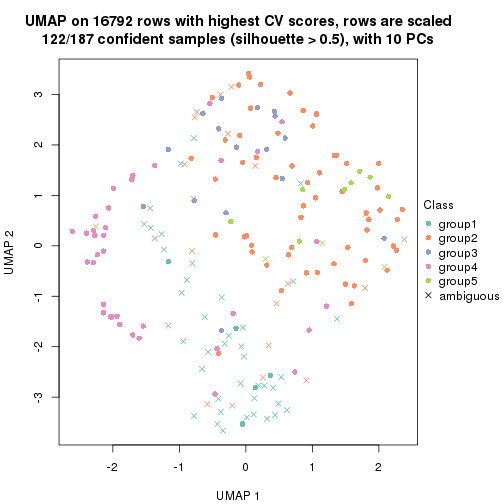 UMAP on 16792 rows with highest CV scores, rows are scaled
122/187 confident samples (silhouette > 0.5), with 10 PCs
3
2
1
0
-1
-2
-3
UMAP 2
-2
-1
0
1
2
UMAP 1
Class
group1
group2
group3
group4
group5
ambiguous